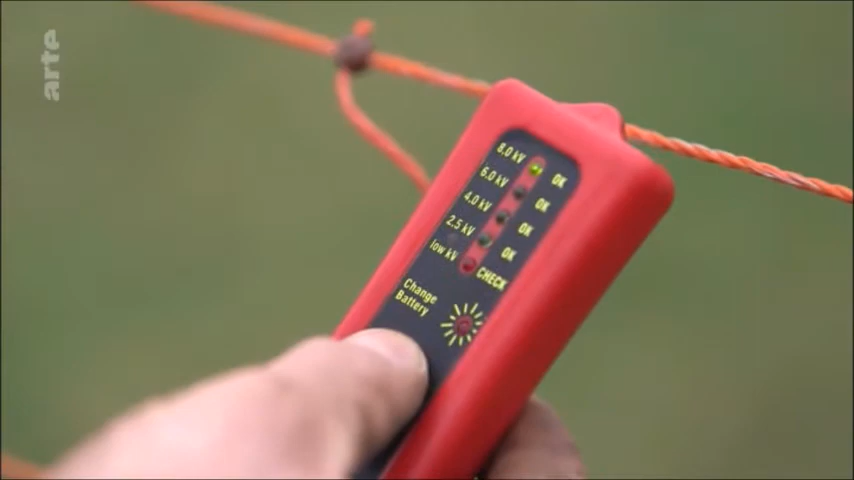 arte
8.0 kV OK
6.0 kV OK
4.0 kV OK
2.5 kV OK
low kV CHECK
Change
Battery